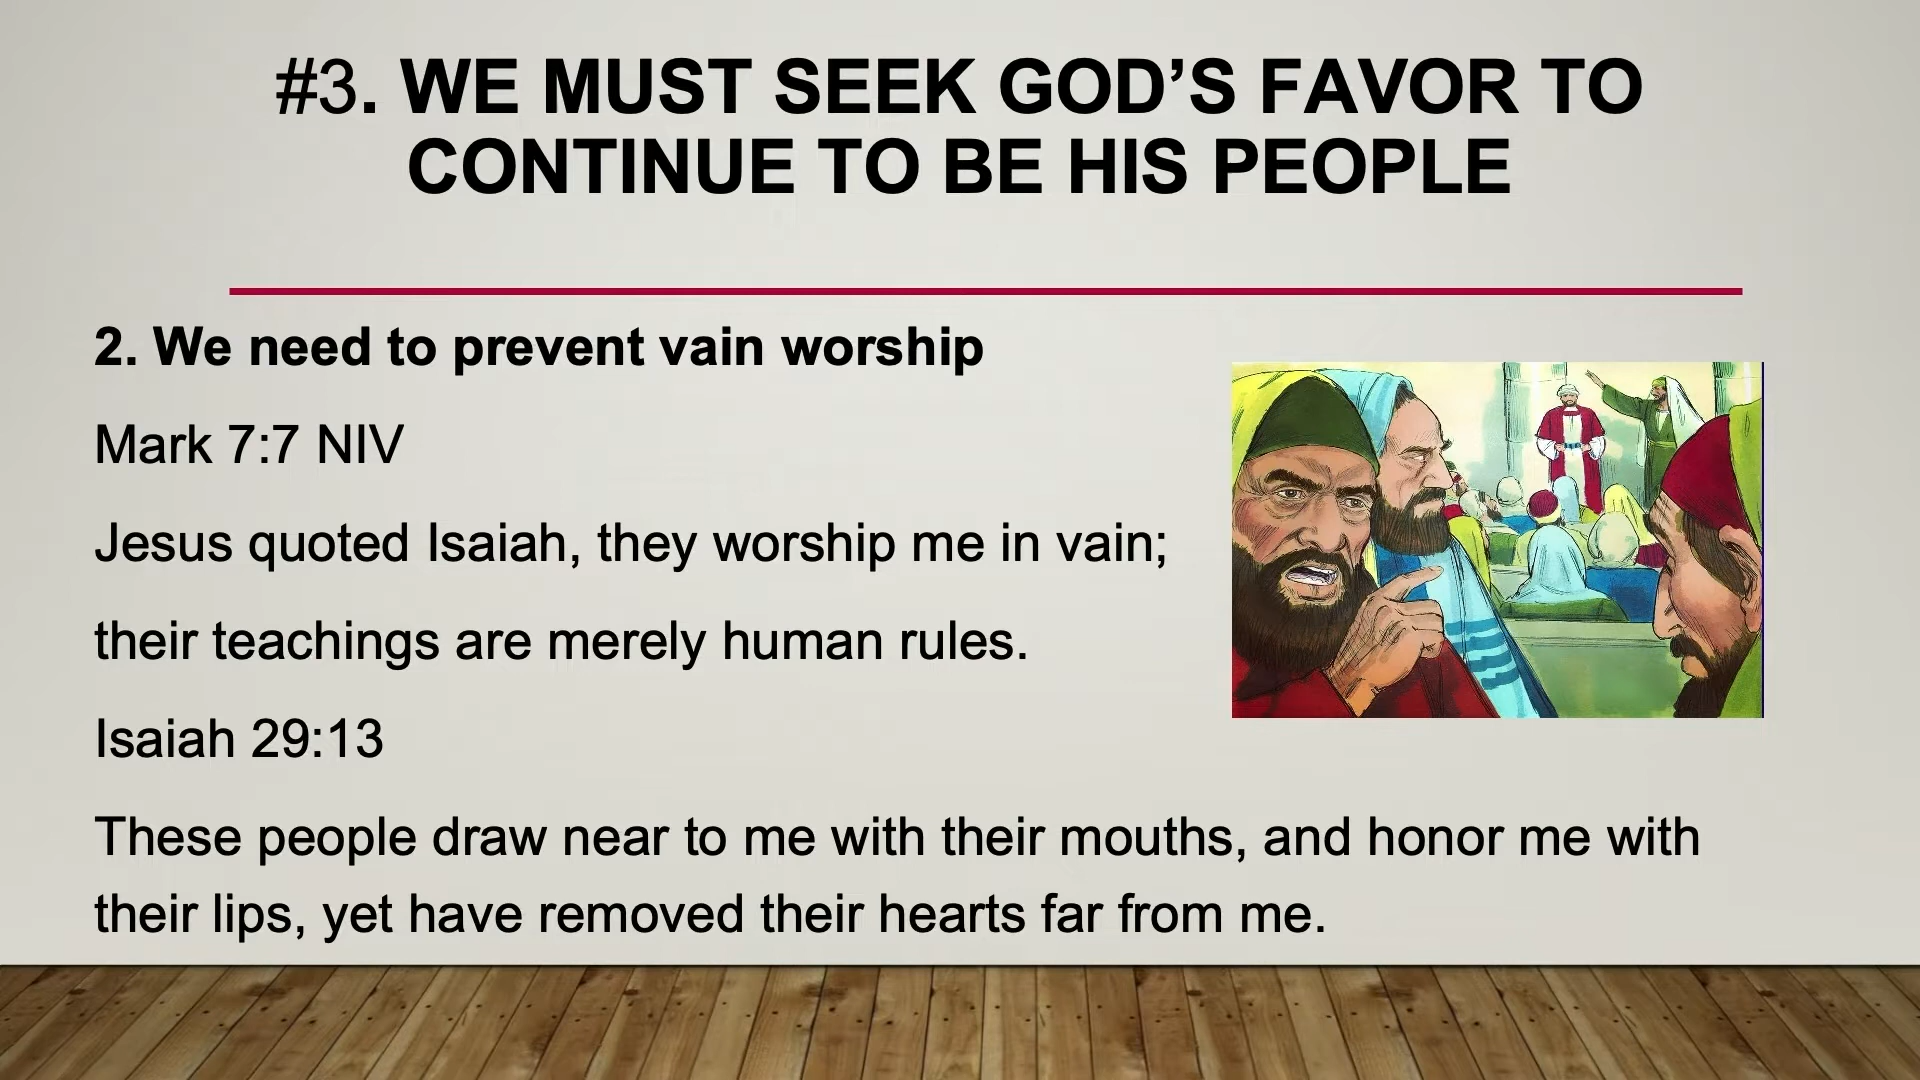 #3. WE MUST SEEK GOD’S FAVOR TO
CONTINUE TO BE HIS PEOPLE
2. We need to prevent vain worship
Mark 7:7 NIV
Jesus quoted Isaiah, they worship me in vain;
their teachings are merely human rules.
Isaiah 29:13
These people draw near to me with their mouths, and honor me with
their lips, yet have removed their hearts far from me.